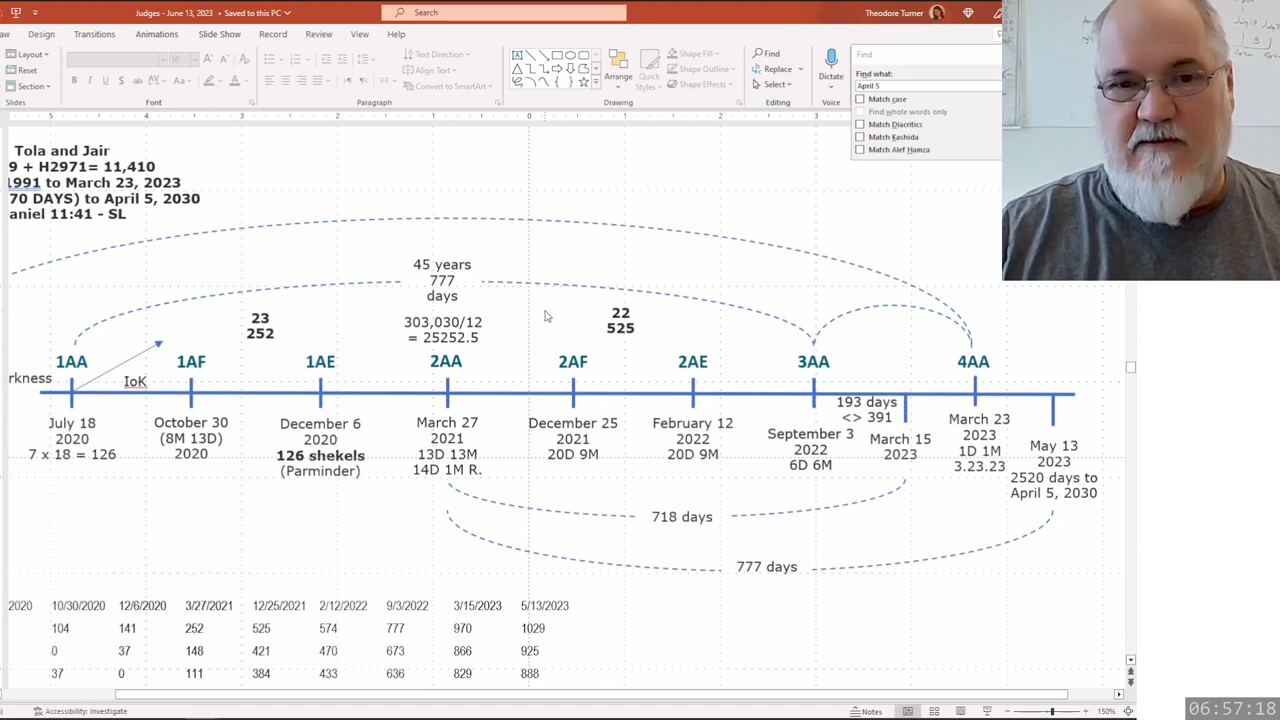 Judges - June 13, 2023 • Saved to this PC
Search
Theodore Turner
aw
Design
Transitions
Animations
Slide Show
Record
Review
View
Help
Layout
Reset
Section
Slides
Font
Text Direction
Align Text
Convert to SmartArt
Paragraph
Arrange
Quick
Styles
Shape Fill
Shape Outline
Shape Effects
Drawing
Find
Replace
Select
Editing
Dictate
Voice
Find
Find what:
April 5
Match case
Find whole words only
Match Diacritics
Match Kashida
Match Alef Hamza
5 4 3 2 1 0 1 2 3
Tola and Jair
9 + H2971= 11,410
1991 to March 23, 2023
70 DAYS) to April 5, 2030
aniel 11:41 - SL
45 years
777
days
303,030/12
= 25252.5
23
252
22
525
1AA 1AF 1AE 2AA 2AF 2AE 3AA 4AA
rkness
IoK
July 18
2020
7 x 18 = 126
October 30
(8M 13D)
2020
December 6
2020
126 shekels
(Parminder)
March 27
2021
13D 13M
14D 1M R.
December 25
2021
20D 9M
February 12
2022
20D 9M
September 3
2022
6D 6M
193 days
<> 391
March 15
2023
March 23
2023
1D 1M
3.23.23
May 13
2023
2520 days to
April 5, 2030
718 days
777 days
2020 10/30/2020 12/6/2020 3/27/2021 12/25/2021 2/12/2022 9/3/2022 3/15/2023 5/13/2023
104 141 252 525 574 777 970 1029
0 37 148 421 470 673 866 925
37 0 111 384 433 636 829 888
Accessibility: Investigate
Notes
150%
06:57:18